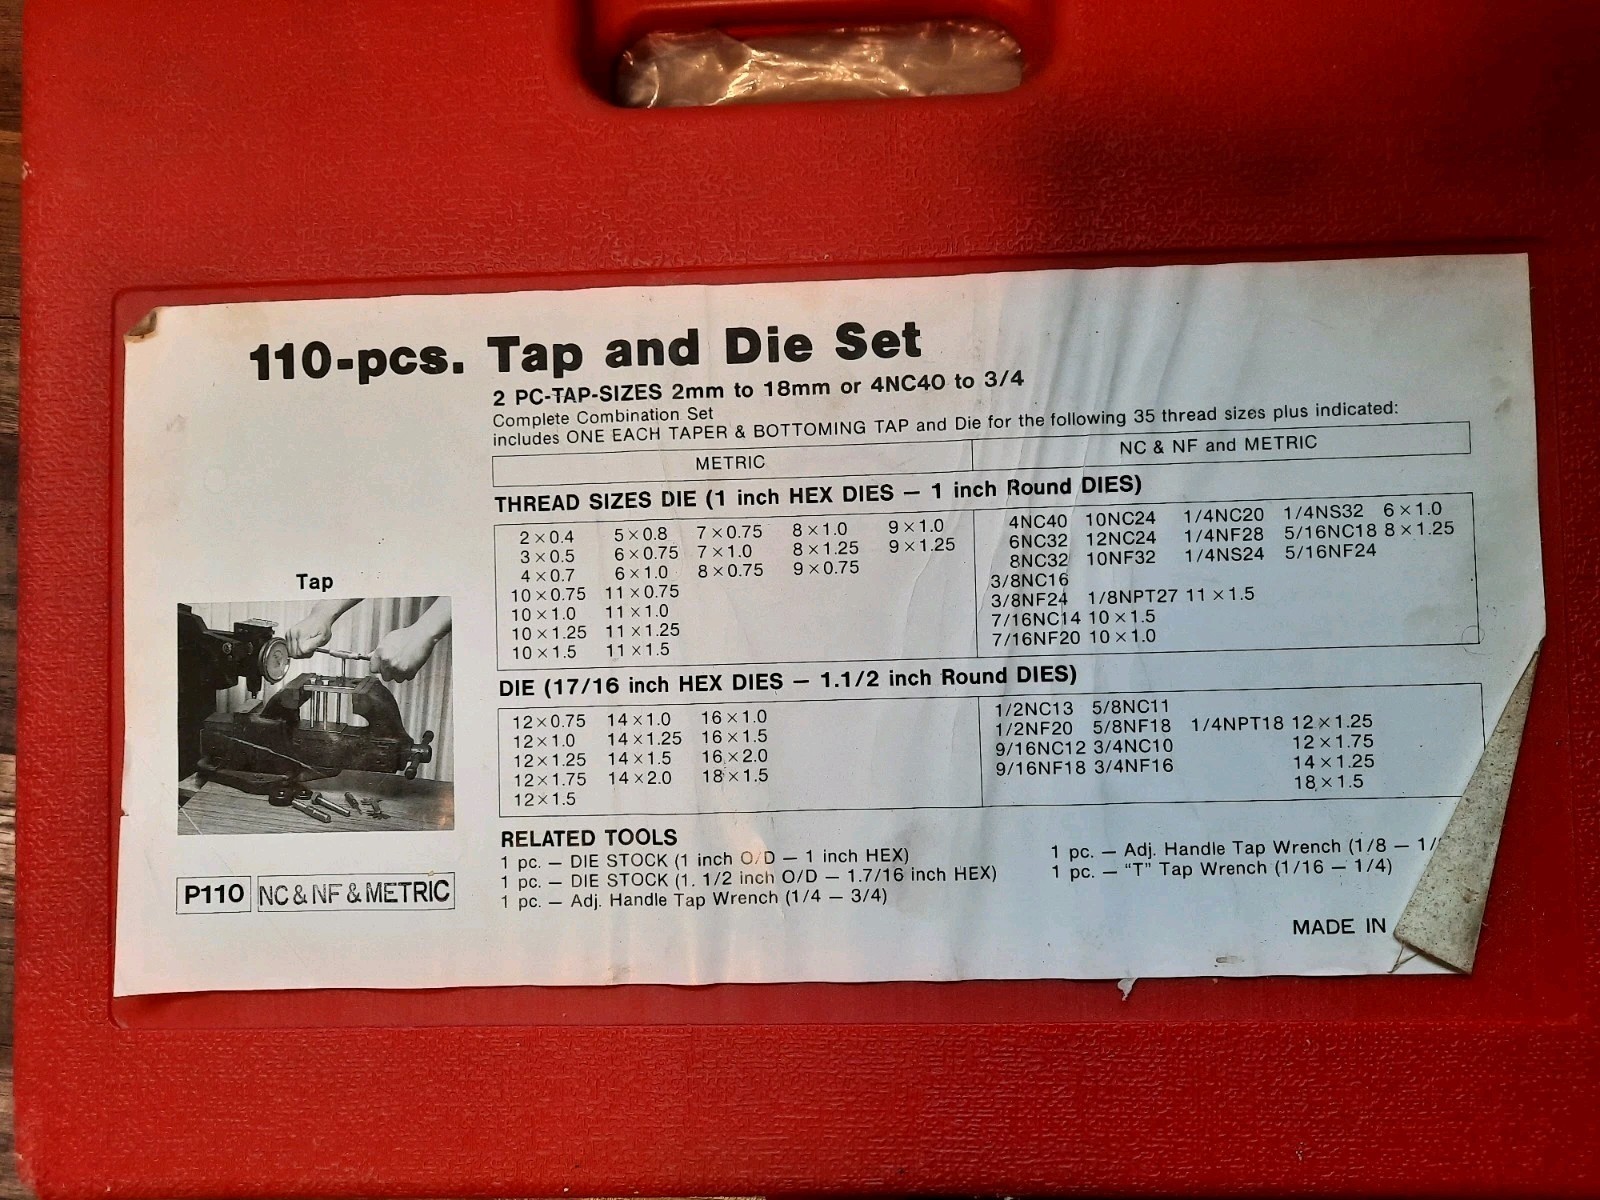 110-pcs. Tap and Die Set
2 PC-TAP-SIZES 2mm to 18mm or 4NC40 to 3/4
Complete Combination Set
includes ONE EACH TAPER & BOTTOMING TAP and Die for the following 35 thread sizes plus indicated:
METRIC
NC & NF and METRIC
THREAD SIZES DIE (1 inch HEX DIES – 1 inch Round DIES)
2×0.4 5×0.8 7×0.75 8×1.0 9×1.0
3×0.5 6×0.75 7×1.0 8×1.25 9×1.25
4×0.7 6×1.0 8×0.75 9×0.75
10×0.75 11×0.75
10×1.0 11×1.0
10×1.25 11×1.25
10×1.5 11×1.5
4NC40 10NC24 1/4NC20 1/4NS32 6×1.0
6NC32 12NC24 1/4NF28 5/16NC18 8×1.25
8NC32 10NF32 1/4NS24 5/16NF24
3/8NC16
3/8NF24 1/8NPT27 11×1.5
7/16NC14 10×1.5
7/16NF20 10×1.0
DIE (17/16 inch HEX DIES – 1.1/2 inch Round DIES)
12×0.75 14×1.0 16×1.0
12×1.0 14×1.25 16×1.5
12×1.25 14×1.5 16×2.0
12×1.75 14×2.0 18×1.5
12×1.5
1/2NC13 5/8NC11
1/2NF20 5/8NF18 1/4NPT18 12×1.25
9/16NC12 3/4NC10 12×1.75
9/16NF18 3/4NF16 14×1.25
18×1.5
RELATED TOOLS
1 pc. – DIE STOCK (1 inch O/D – 1 inch HEX)
1 pc. – DIE STOCK (1. 1/2 inch O/D – 1.7/16 inch HEX)
1 pc. – Adj. Handle Tap Wrench (1/4 – 3/4)
1 pc. – Adj. Handle Tap Wrench (1/8 – 1/
1 pc. – “T” Tap Wrench (1/16 – 1/4)
MADE IN
Tap
P110 NC & NF & METRIC